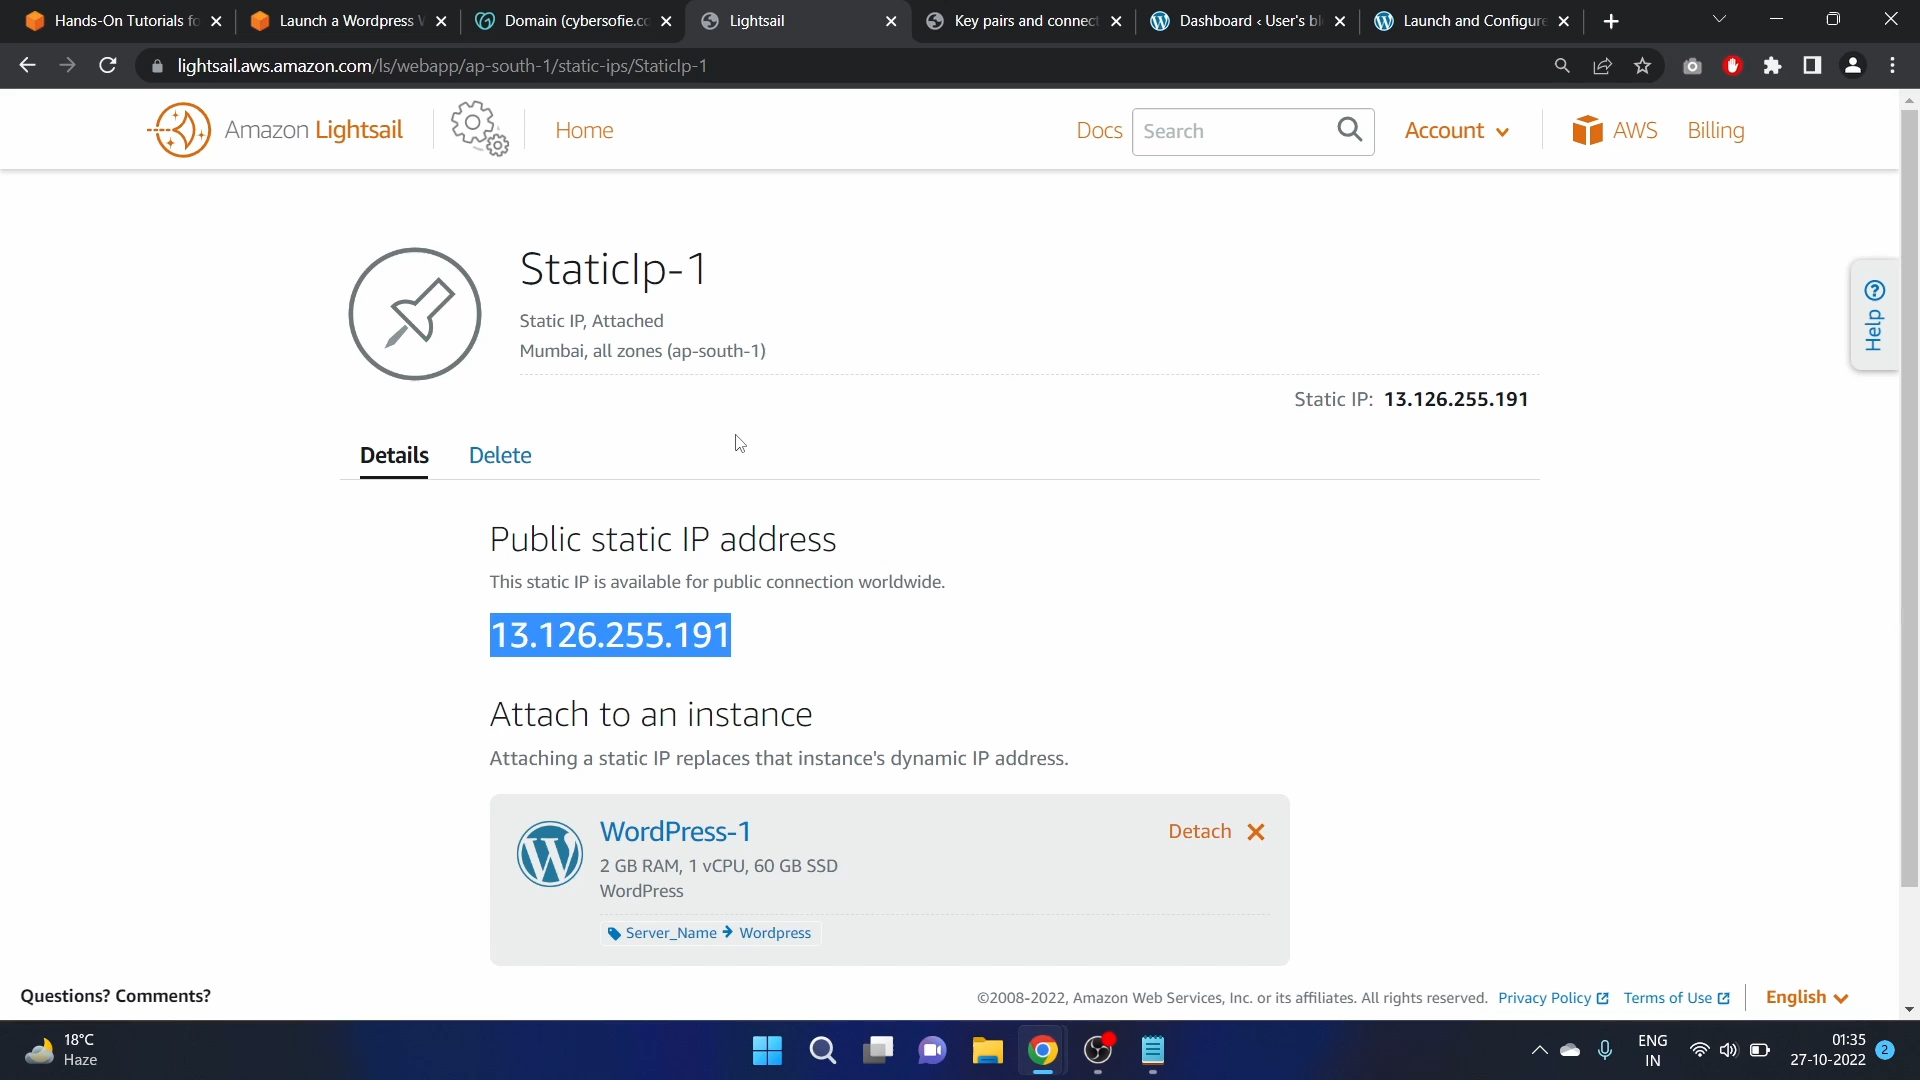 Hands-On Tutorials fo
Launch a Wordpress
Domain (cybersofie.co
Lightsail
Key pairs and connect
Dashboard ‹ User's bl
Launch and Configure
lightsail.aws.amazon.com/ls/webapp/ap-south-1/static-ips/StaticIp-1
Amazon Lightsail
Home
Docs
Search
Account
AWS
Billing
StaticIp-1
Static IP, Attached
Mumbai, all zones (ap-south-1)
Help
Static IP: 13.126.255.191
Details
Delete
Public static IP address
This static IP is available for public connection worldwide.
13.126.255.191
Attach to an instance
Attaching a static IP replaces that instance's dynamic IP address.
WordPress-1
Detach
2 GB RAM, 1 vCPU, 60 GB SSD
WordPress
Server_Name → Wordpress
Questions? Comments?
©2008-2022, Amazon Web Services, Inc. or its affiliates. All rights reserved.
Privacy Policy
Terms of Use
English
18°C
Haze
ENG
IN
01:35
27-10-2022
2